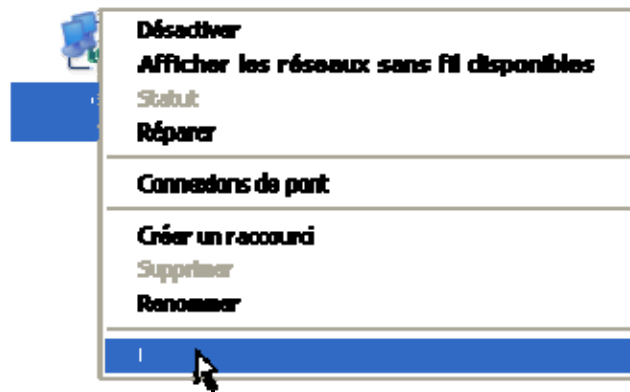 Désactiver
Afficher les réseaux sans fil disponibles
Statut
Réparer
Connexions de pont
Créer un raccourci
Supprimer
Renommer